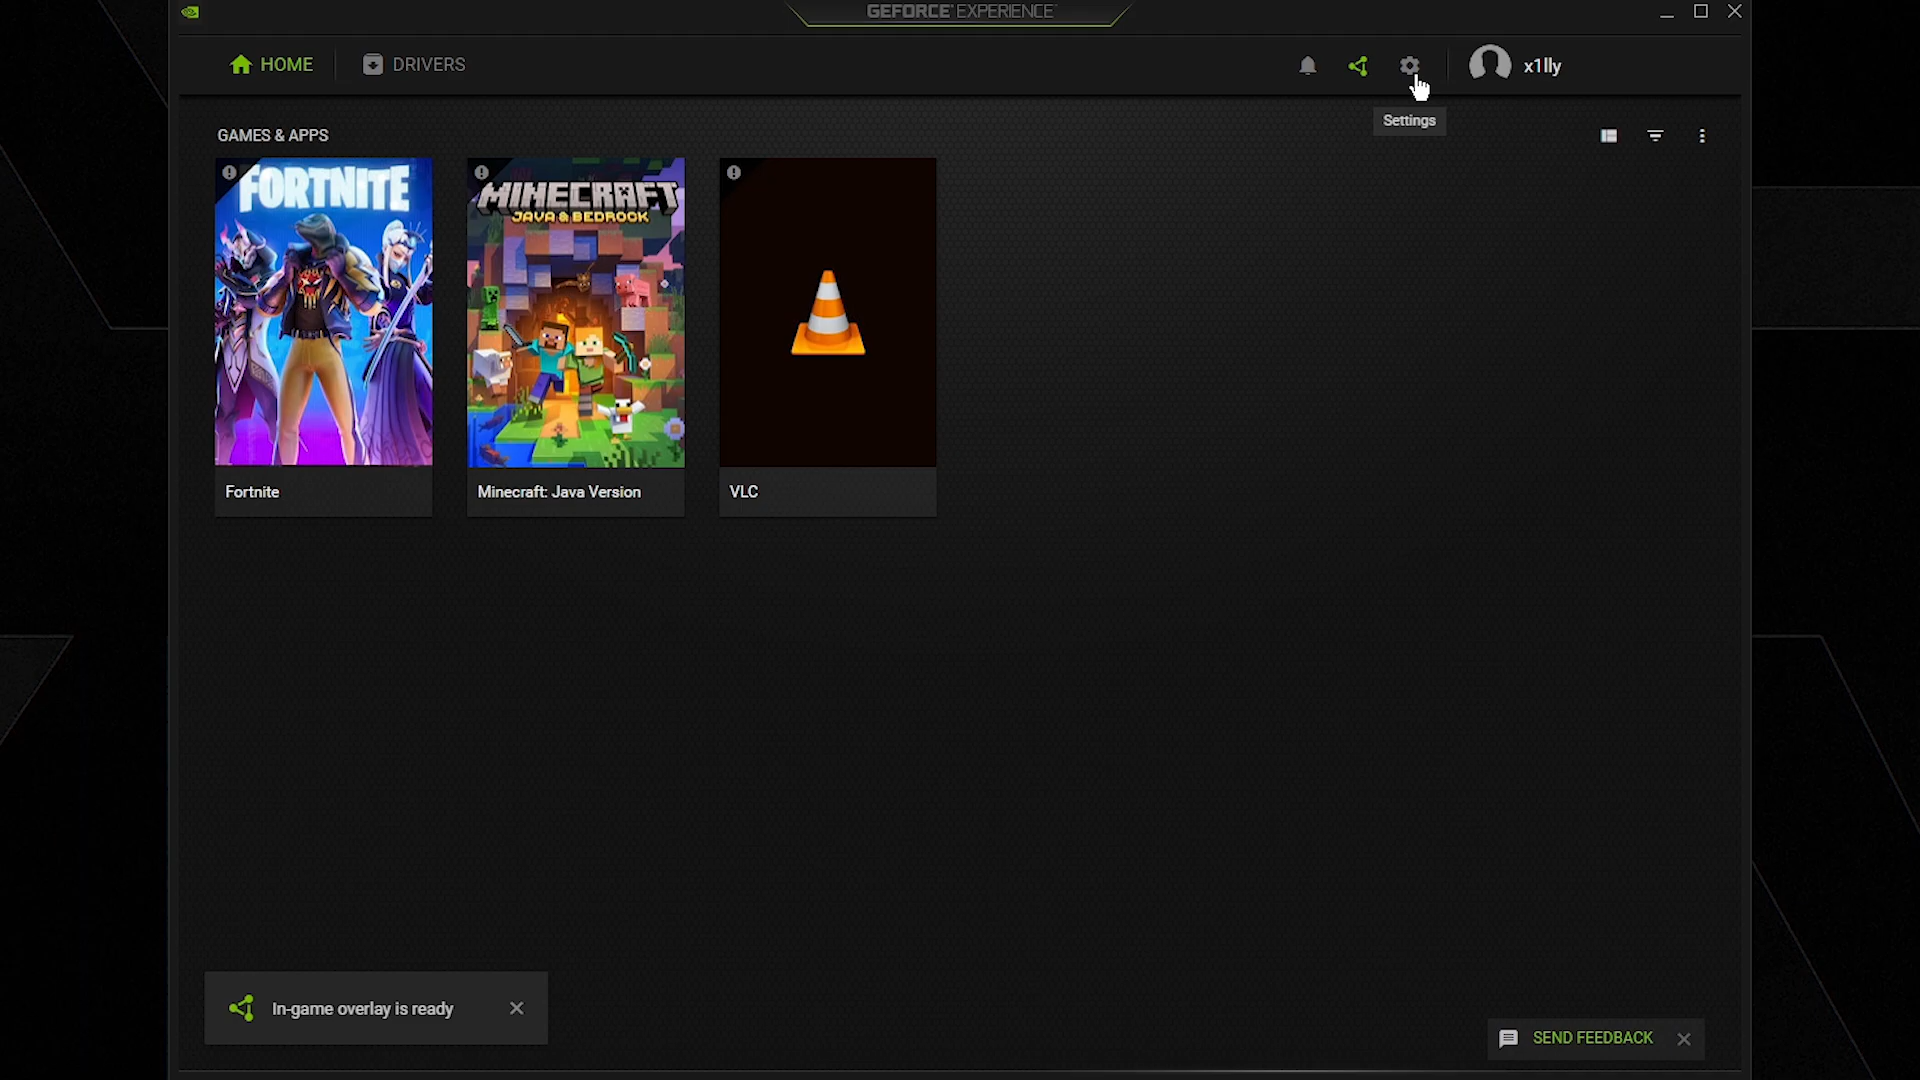 GEFORCE EXPERIENCE
HOME
DRIVERS
x1lly
Settings
GAMES & APPS
FORTNITE
MINECRAFT
JAVA & BEDROCK
Fortnite
Minecraft: Java Version
VLC
In-game overlay is ready
SEND FEEDBACK